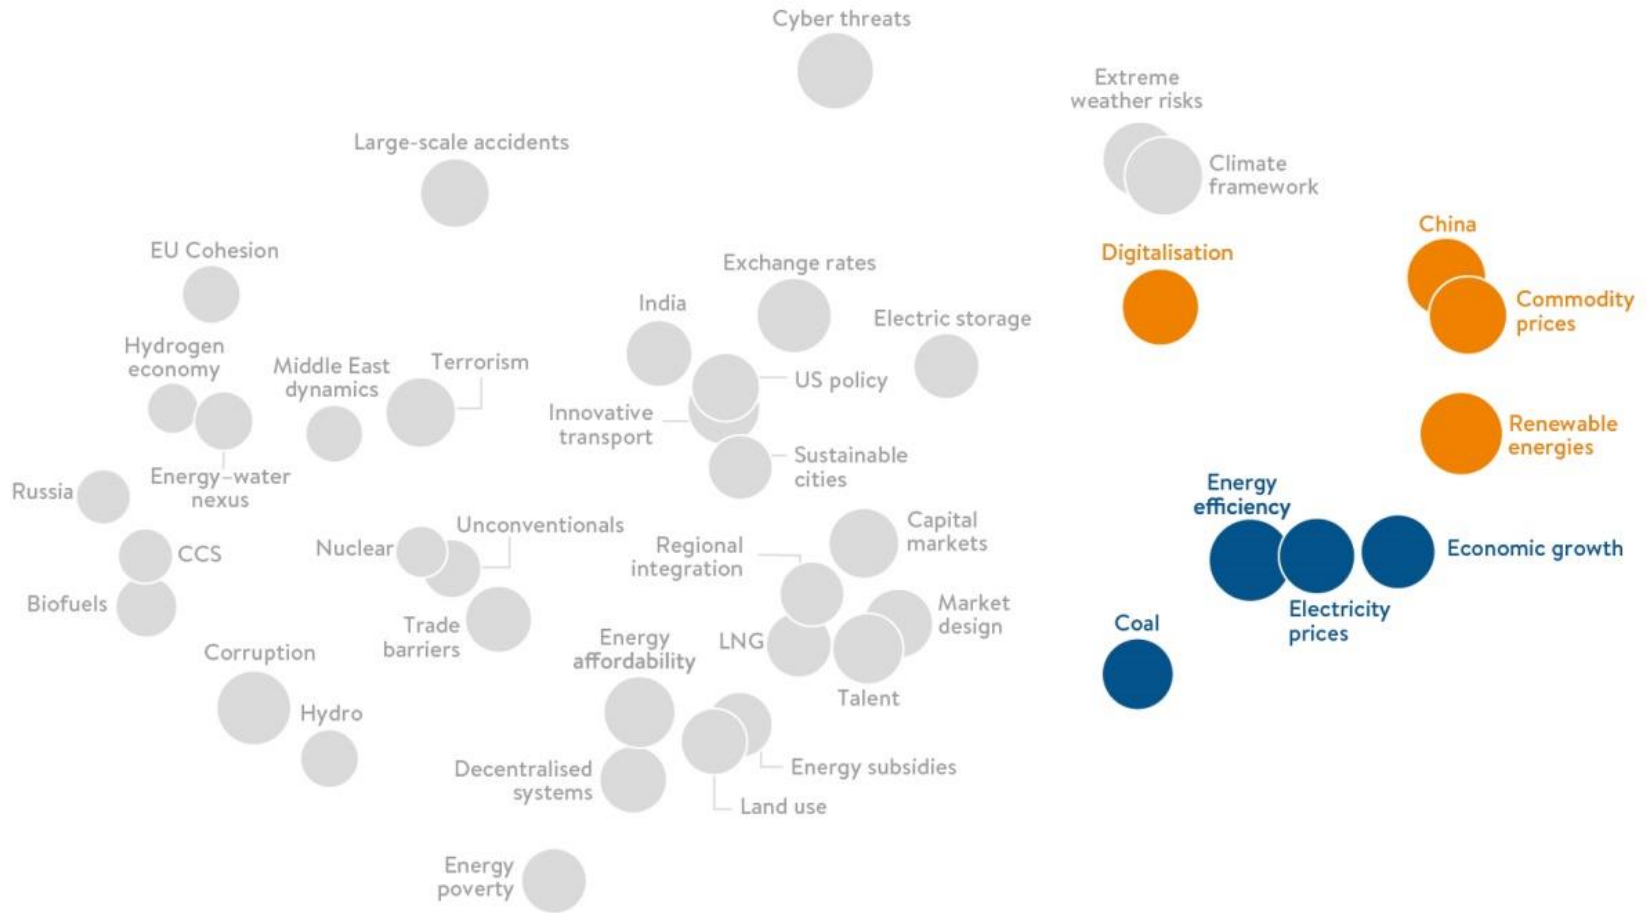 Cyber threats
Extreme
weather risks
Large-scale accidents
Climate
framework
China
EU Cohesion
Digitalisation
Exchange rates
India
Commodity
prices
Electric storage
Hydrogen
economy
Middle East
dynamics
Terrorism
US policy
Innovative
transport
Renewable
energies
Sustainable
cities
Energy–water
nexus
Russia
Energy
efficiency
Unconventionals
Capital
markets
Regional
integration
Nuclear
CCS
Economic growth
Biofuels
Market
design
Electricity
prices
Trade
barriers
Energy
affordability
LNG
Coal
Corruption
Talent
Hydro
Decentralised
systems
Energy subsidies
Land use
Energy
poverty